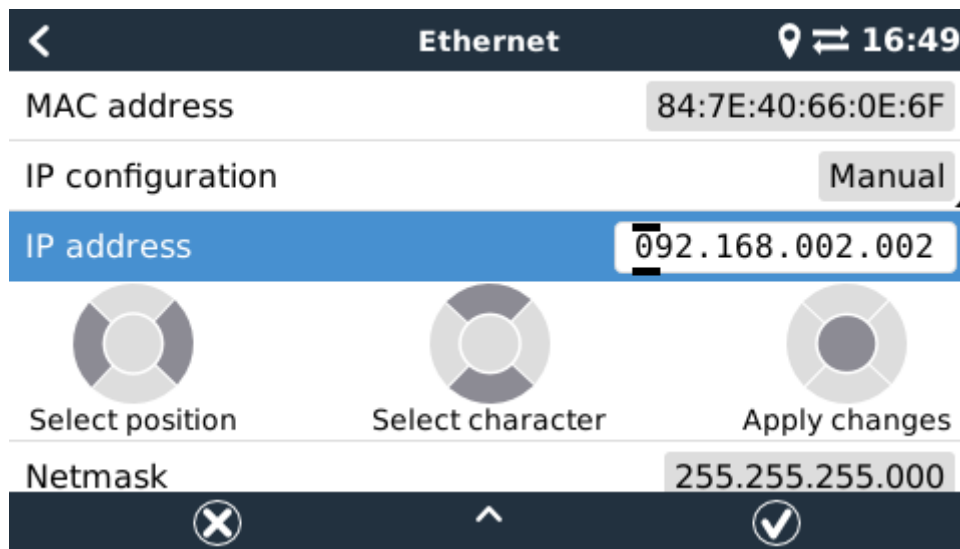 Ethernet 16:49
MAC address 84:7E:40:66:0E:6F
IP configuration Manual
IP address 092.168.002.002
Select position Select character Apply changes
Netmask 255.255.255.000